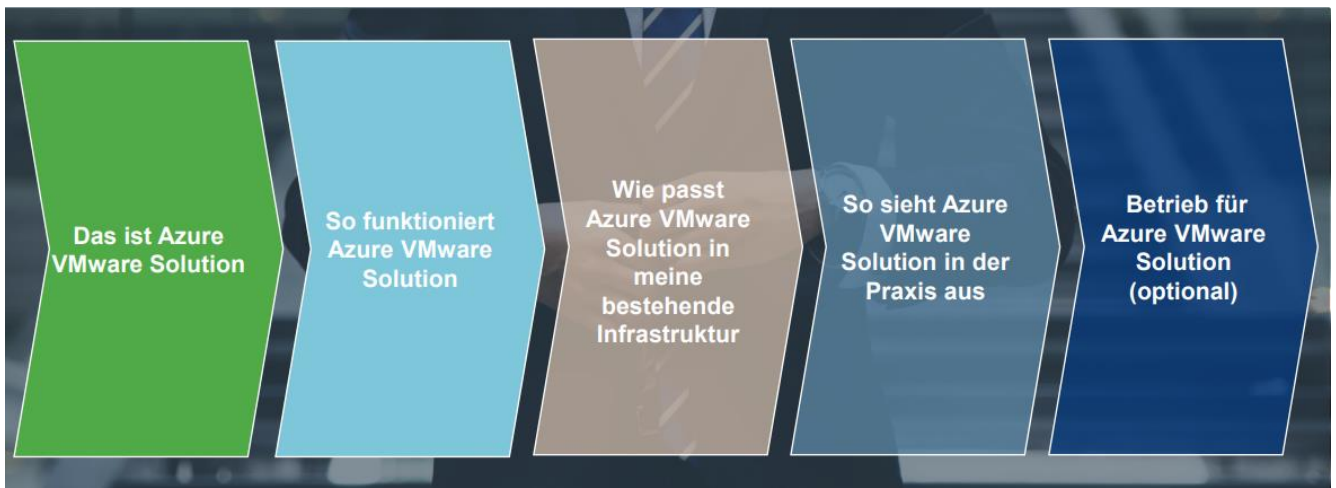 Das ist Azure
VMware Solution
So funktioniert
Azure VMware
Solution
Wie passt
Azure VMware
Solution in
meine
bestehende
Infrastruktur
So sieht Azure
VMware
Solution in der
Praxis aus
Betrieb für
Azure VMware
Solution
(optional)